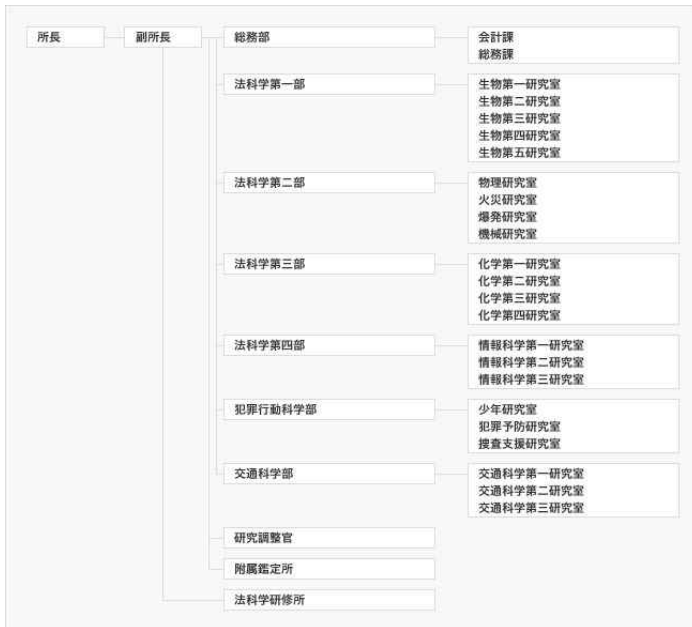 所長
副所長
総務部
会計課
総務課
法科学第一部
生物第一研究室
生物第二研究室
生物第三研究室
生物第四研究室
生物第五研究室
法科学第二部
物理研究室
火災研究室
爆発研究室
機械研究室
法科学第三部
化学第一研究室
化学第二研究室
化学第三研究室
化学第四研究室
法科学第四部
情報科学第一研究室
情報科学第二研究室
情報科学第三研究室
犯罪行動科学部
少年研究室
犯罪予防研究室
捜査支援研究室
交通科学部
交通科学第一研究室
交通科学第二研究室
交通科学第三研究室
研究調整官
附属鑑定所
法科学研修所